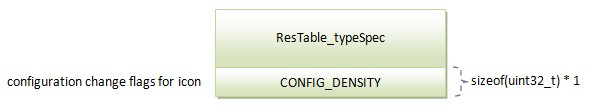 ResTable_typeSpec
configuration change flags for icon
CONFIG_DENSITY
sizeof(uint32_t) * 1